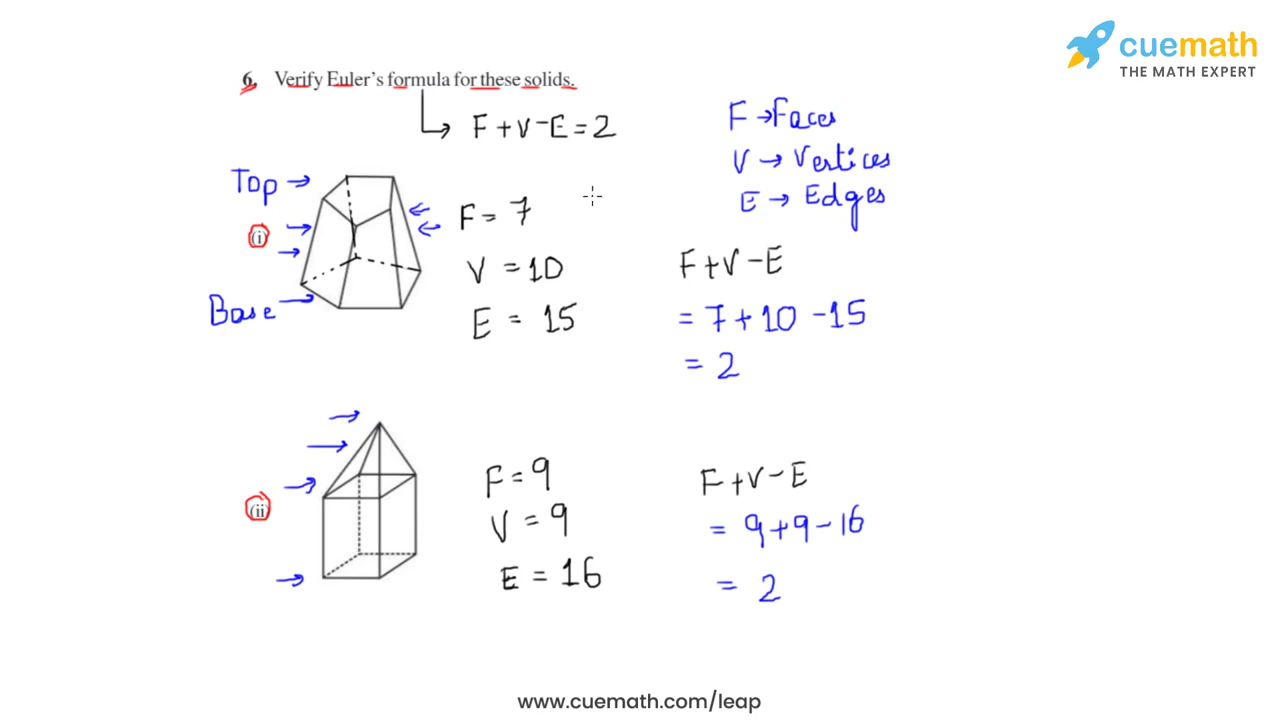 cuemath
THE MATH EXPERT
6. Verify Euler's formula for these solids.
F + V - E = 2
F → Faces
V → Vertices
E → Edges
Top →
(i)
Base →
F = 7
V = 10
E = 15
F + V - E
= 7 + 10 - 15
= 2
(ii)
F = 9
V = 9
E = 16
F + V - E
= 9 + 9 - 16
= 2
www.cuemath.com/leap